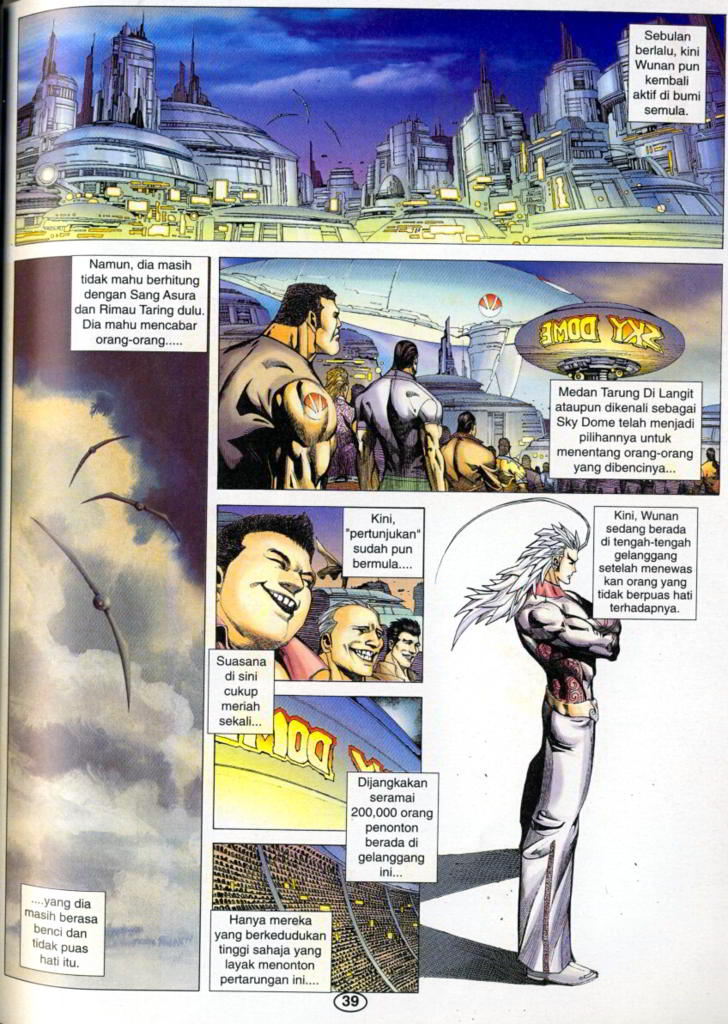 Sebulan
berlalu, kini
Wunan pun
kembali
aktif di bumi
semula.
Namun, dia masih
tidak mahu berhitung
dengan Sang Asura
dan Rimau Taring dulu.
Dia mahu mencabar
orang-orang.....
SKY DOME
Medan Tarung Di Langit
ataupun dikenali sebagai
Sky Dome telah menjadi
pilihannya untuk
menentang orang-orang
yang dibencinya...
....yang dia
masih berasa
benci dan
tidak puas
hati itu.
Kini,
"pertunjukan"
sudah pun
bermula....
Kini, Wunan
sedang berada
di tengah-tengah
gelanggang
setelah menewas
kan orang yang
tidak berpuas hati
terhadapnya.
Suasana
di sini
cukup
meriah
sekali...
Dijangkakan
seramai
200,000 orang
penonton
berada di
gelanggang
ini...
Hanya mereka
yang berkedudukan
tinggi sahaja yang
layak menonton
pertarungan ini....
39